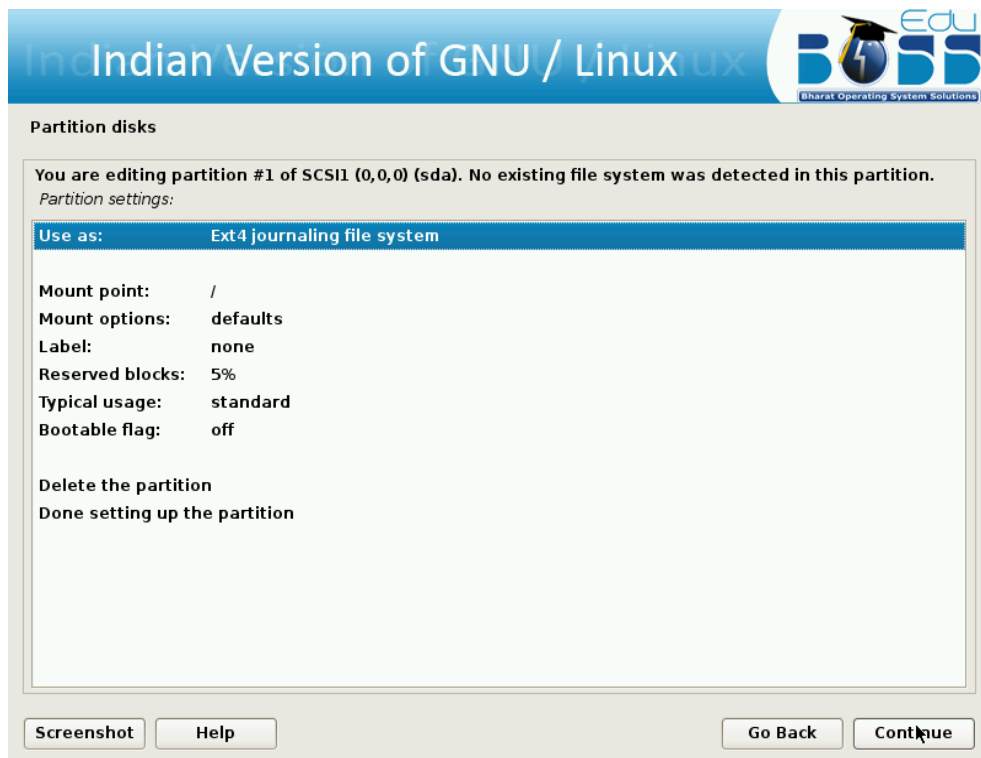 Indian Version of GNU / Linux
Edu
BOSS
Bharat Operating System Solutions
Partition disks
You are editing partition #1 of SCSI1 (0,0,0) (sda). No existing file system was detected in this partition.
Partition settings:
Use as: Ext4 journaling file system
Mount point: /
Mount options: defaults
Label: none
Reserved blocks: 5%
Typical usage: standard
Bootable flag: off
Delete the partition
Done setting up the partition
Screenshot Help Go Back Continue